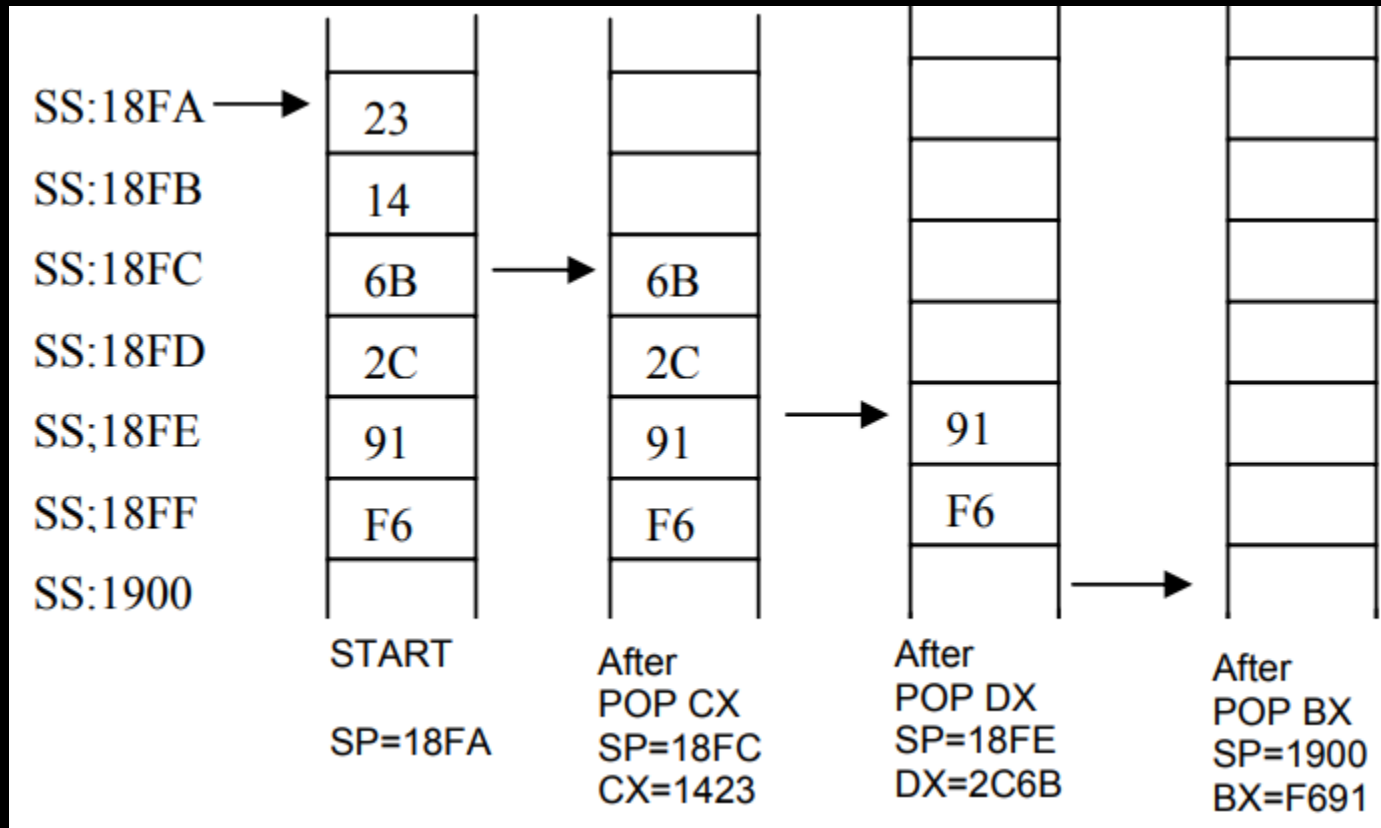 SS:18FA
SS:18FB
SS:18FC
SS:18FD
SS;18FE
SS;18FF
SS:1900
23
14
6B
2C
91
F6
START
SP=18FA
6B
2C
91
F6
After
POP CX
SP=18FC
CX=1423
91
F6
After
POP DX
SP=18FE
DX=2C6B
After
POP BX
SP=1900
BX=F691